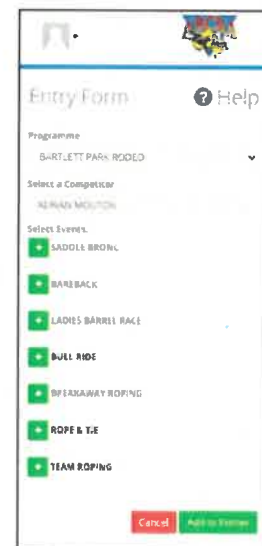 Entry Form ? Help
Programme
BARTLETT PARK RODEO
Select a Competitor
ADRIAN MOUTON
Select Events.
+ SADDLE BRONC
+ BAREBACK
+ LADIES BARREL RACE
+ BULL RIDE
+ BREAKAWAY ROPING
+ ROPE & TIE
+ TEAM ROPING
Cancel Add to Entries